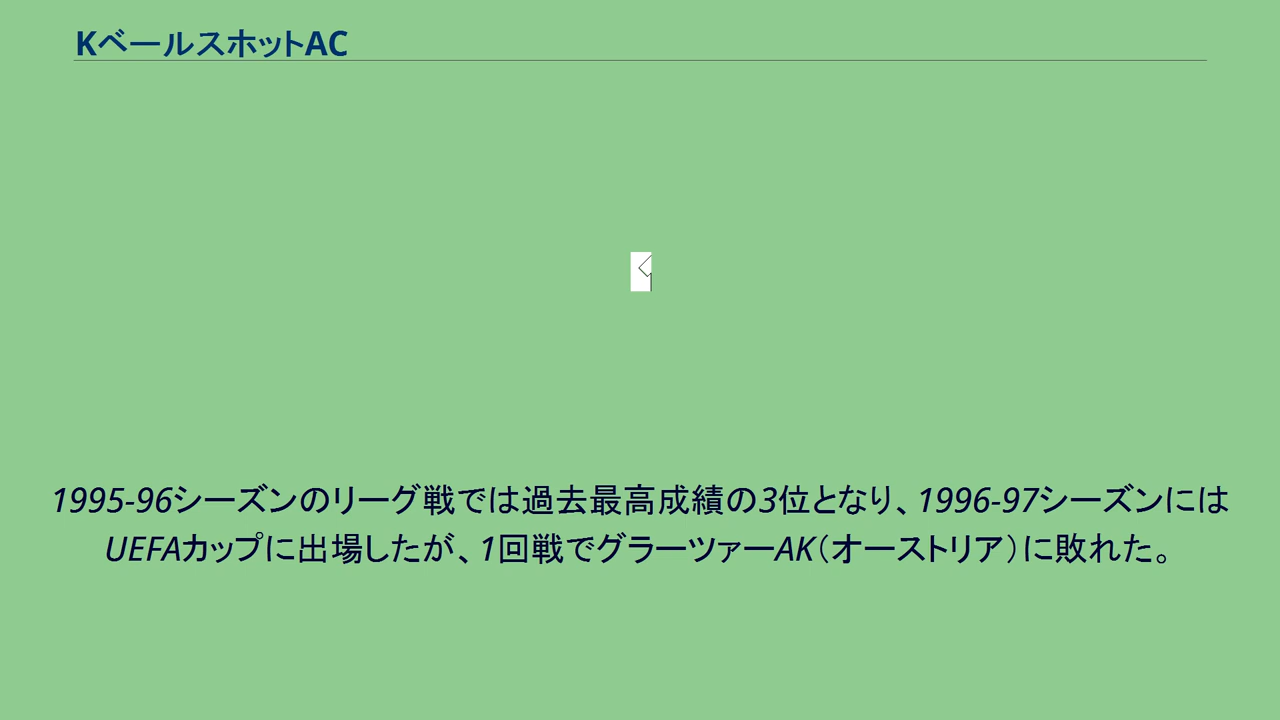 KベールスホットAC
1995-96シーズンのリーグ戦では過去最高成績の3位となり、1996-97シーズンには
UEFAカップに出場したが、1回戦でグラーツァーAK(オーストリア)に敗れた。